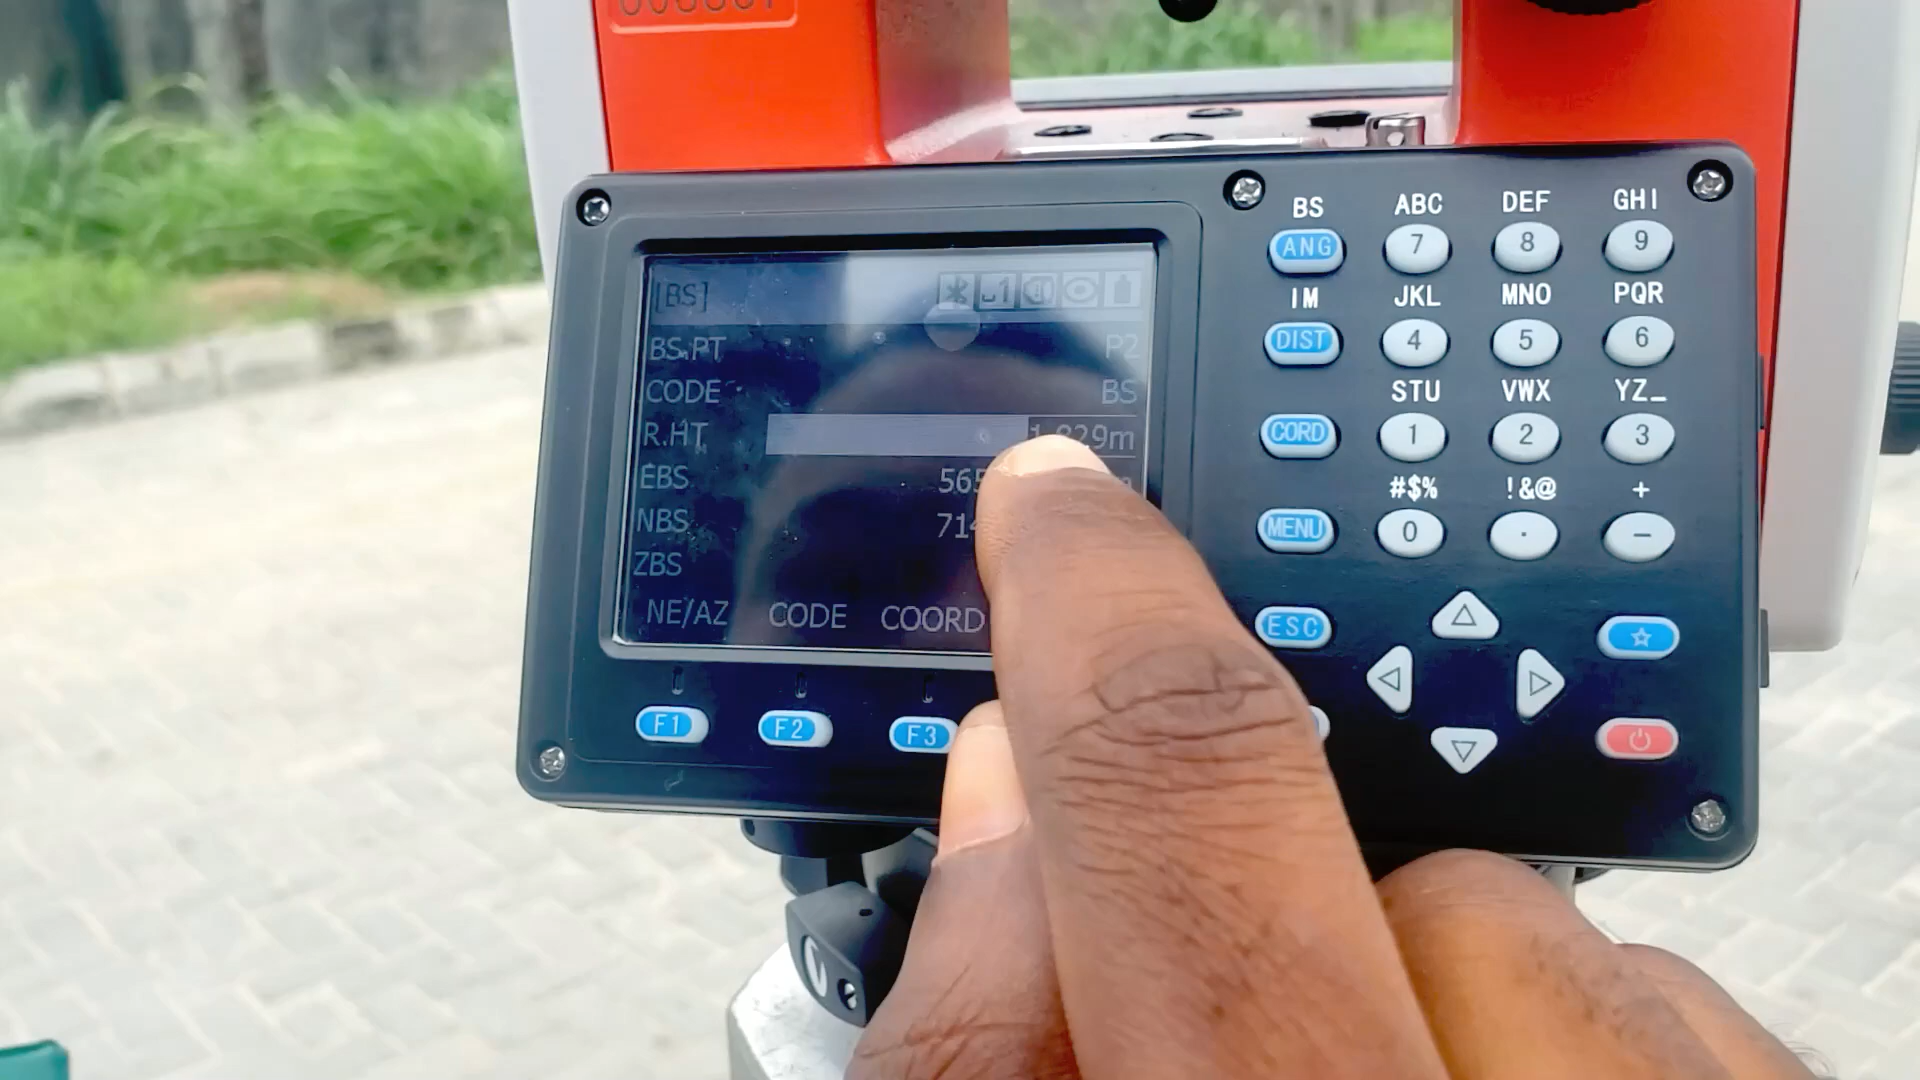 [BS]
BS.PT P2
CODE BS
R.HT
EBS 565
NBS 714
ZBS
NE/AZ CODE COORD
F1 F2 F3
BS ABC DEF GHI
ANG 7 8 9
IM JKL MNO PQR
DIST 4 5 6
STU VWX YZ_
CORD 1 2 3
#$% !&@ +
MENU 0 . -
ESC